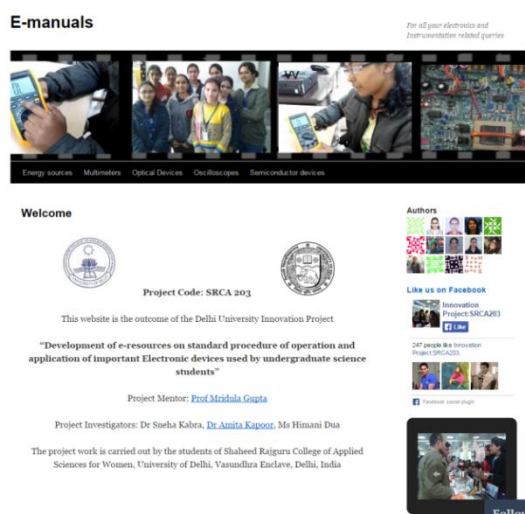 E-manuals
For all your electronics and
Instrumentation related queries
Energy sources Multimeters Optical Devices Oscilloscopes Semiconductor devices
Welcome
Project Code: SRCA 203
This website is the outcome of the Delhi University Innovation Project
“Development of e-resources on standard procedure of operation and
application of important Electronic devices used by undergraduate science
students”
Project Mentor: Prof Mridula Gupta
Project Investigators: Dr Sneha Kabra, Dr Amita Kapoor, Ms Himani Dua
The project work is carried out by the students of Shaheed Rajguru College of Applied
Sciences for Women, University of Delhi, Vasundhra Enclave, Delhi, India
Authors
Like us on Facebook
Innovation
Project:SRCA203
Like
247 people like Innovation
Project:SRCA203.
Facebook social plugin
Follow